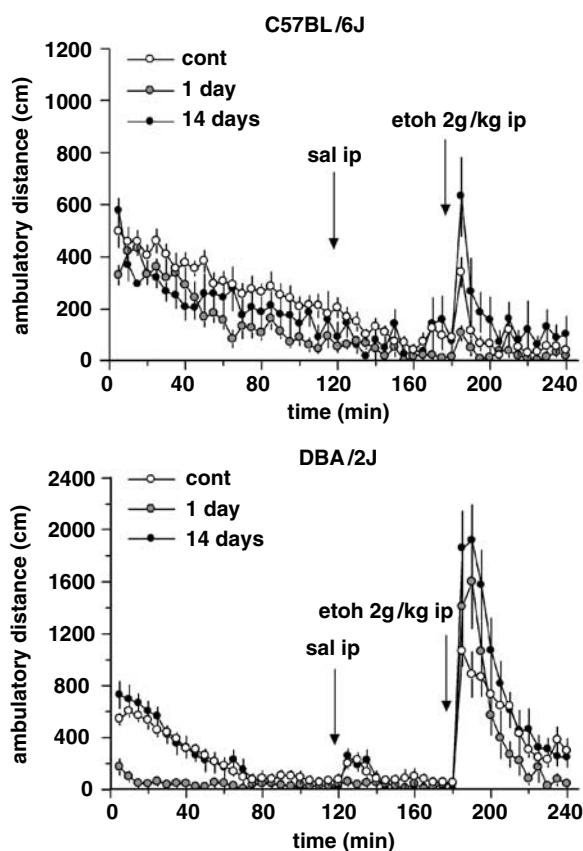 C57BL/6J
1200
1000
800
600
400
200
0
ambulatory distance (cm)
cont
1 day
14 days
sal ip
etoh 2g/kg ip
0 40 80 120 160 200 240
time (min)
DBA/2J
2400
2000
1600
1200
800
400
0
ambulatory distance (cm)
cont
1 day
14 days
sal ip
etoh 2g/kg ip
0 40 80 120 160 200 240
time (min)